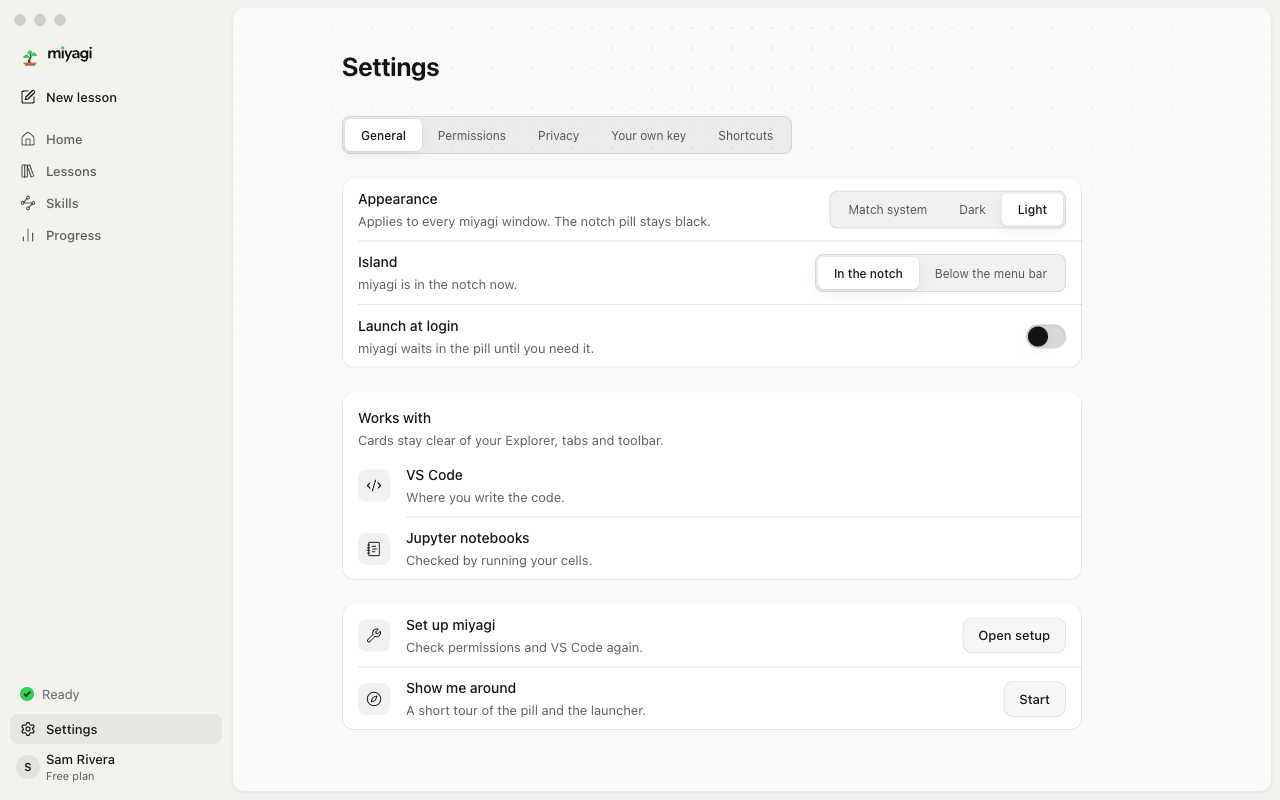 miyagi
New lesson
Home
Lessons
Skills
Progress
Ready
Settings
S
Sam Rivera
Free plan
Settings
General
Permissions
Privacy
Your own key
Shortcuts
Appearance
Applies to every miyagi window. The notch pill stays black.
Match system
Dark
Light
Island
miyagi is in the notch now.
In the notch
Below the menu bar
Launch at login
miyagi waits in the pill until you need it.
Works with
Cards stay clear of your Explorer, tabs and toolbar.
VS Code
Where you write the code.
Jupyter notebooks
Checked by running your cells.
Set up miyagi
Check permissions and VS Code again.
Open setup
Show me around
A short tour of the pill and the launcher.
Start